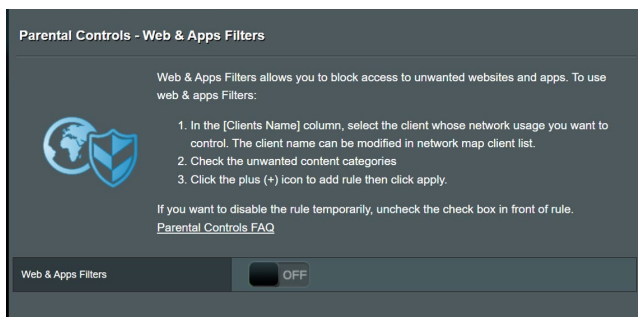 Parental Controls - Web & Apps Filters
Web & Apps Filters allows you to block access to unwanted websites and apps. To use
web & apps Filters:
1. In the [Clients Name] column, select the client whose network usage you want to
control. The client name can be modified in network map client list.
2. Check the unwanted content categories
3. Click the plus (+) icon to add rule then click apply.
If you want to disable the rule temporarily, uncheck the check box in front of rule.
Parental Controls FAQ
Web & Apps Filters
OFF